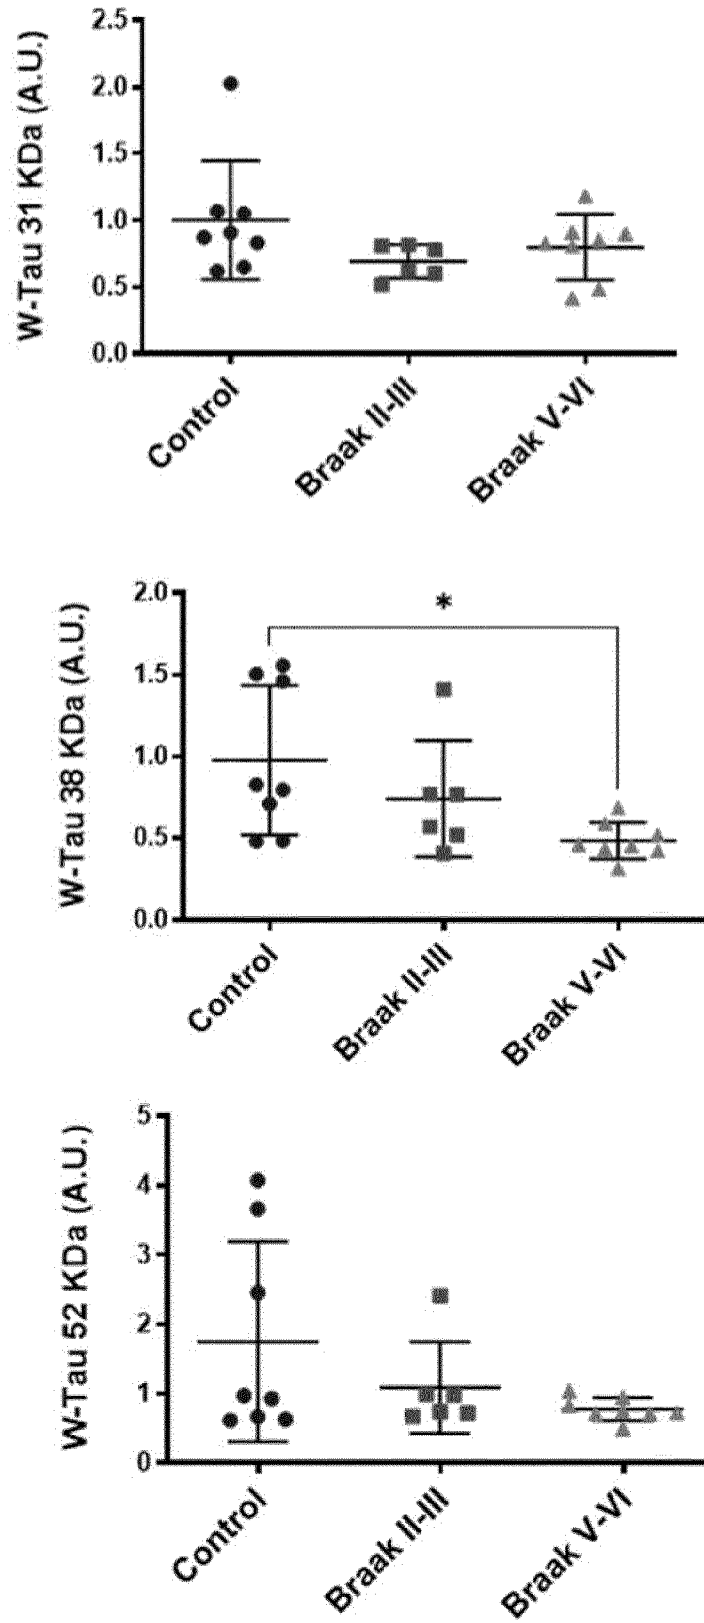 W-Tau 31 KDa (A.U.)
2.5
2.0
1.5
1.0
0.5
0.0
Control
Braak II-III
Braak V-VI
W-Tau 38 KDa (A.U.)
2.0
1.5
1.0
0.5
0.0
*
Control
Braak II-III
Braak V-VI
W-Tau 52 KDa (A.U.)
5
4
3
2
1
0
Control
Braak II-III
Braak V-VI